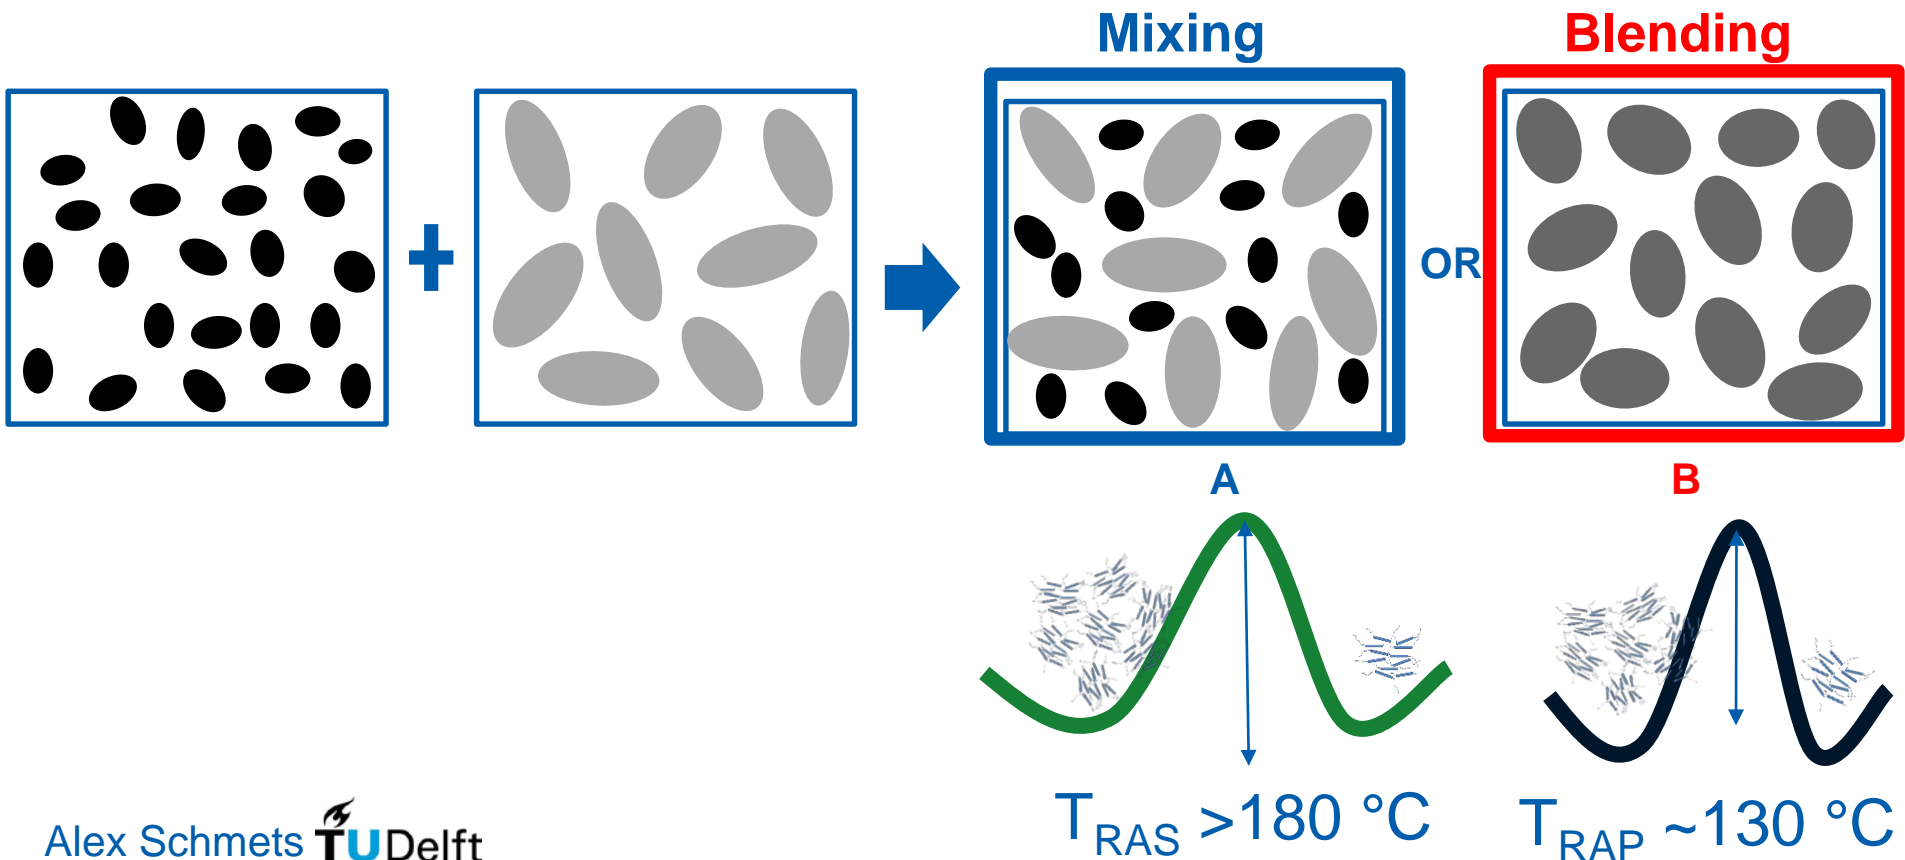 Mixing
Blending
+
OR
A
B
T_RAS >180 °C
T_RAP ~130 °C
Alex Schmets TUDelft